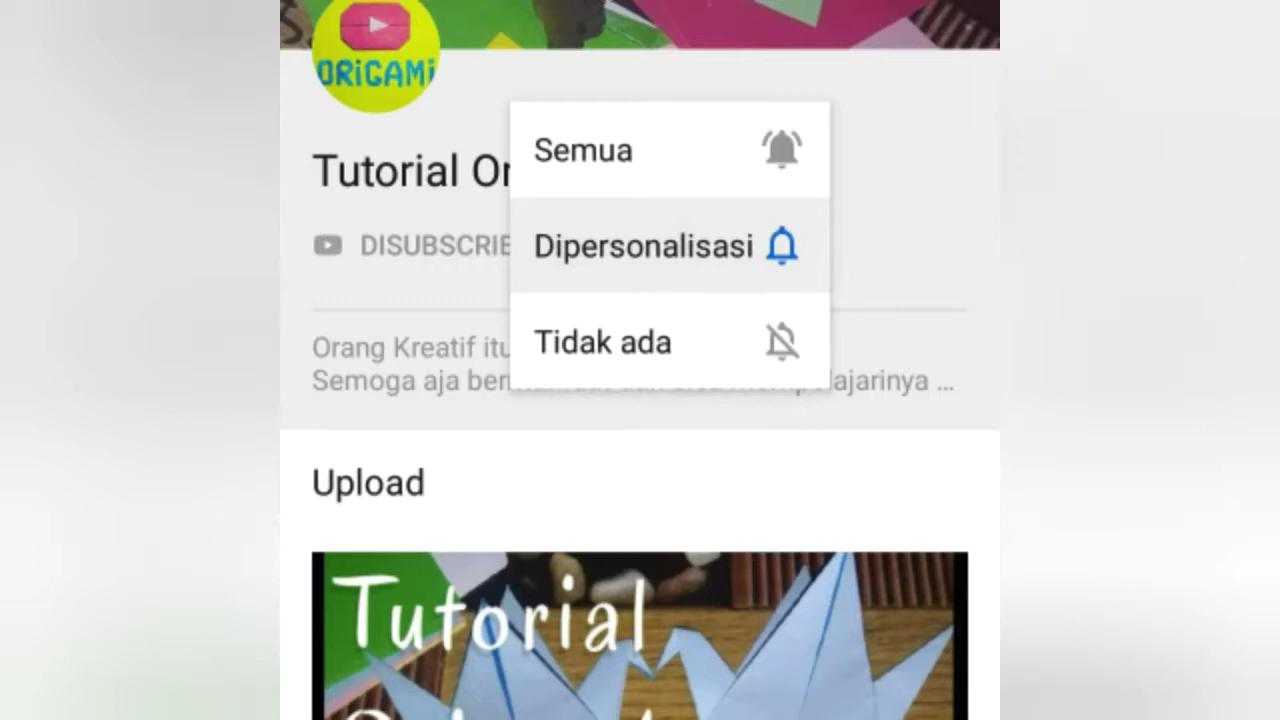 ORiGAMi
Tutorial Or
Semua
Dipersonalisasi
Tidak ada
DISUBSCRIB
Orang Kreatif itu
Semoga aja ber lajarinya ...
Upload
Tutorial